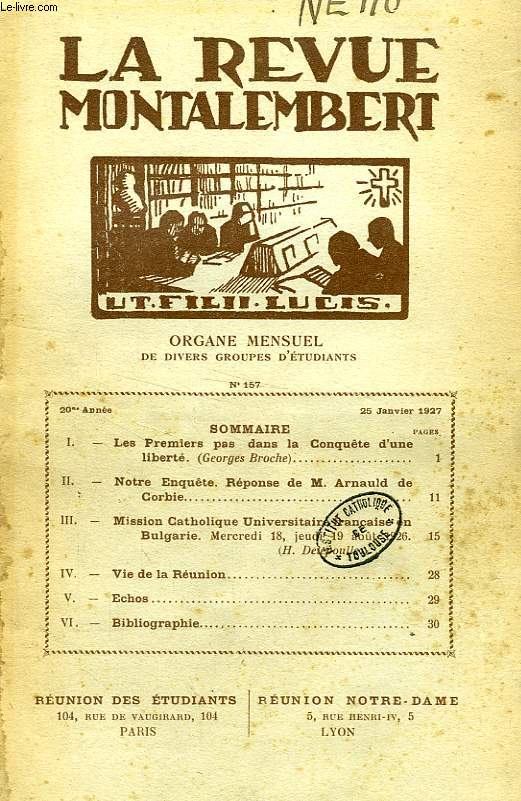 Le-livre.com
LA REVUE
MONTALEMBERT
UT. FILII. LUCIS.
ORGANE MENSUEL
DE DIVERS GROUPES D'ÉTUDIANTS
N° 157
20me Année 25 Janvier 1927
SOMMAIRE PAGES
I. — Les Premiers pas dans la Conquête d'une
liberté. (Georges Broche) 1
II. — Notre Enquête. Réponse de M. Arnauld de
Corbie 11
III. — Mission Catholique Universitaire française en
Bulgarie. Mercredi 18, jeudi 19 août 1926. 15
(H.
IV. — Vie de la Réunion 28
V. — Echos 29
VI. — Bibliographie 30
INSTITUT CATHOLIQUE
DE
TOULOUSE
RÉUNION DES ÉTUDIANTS
104, RUE DE VAUGIRARD, 104
PARIS
RÉUNION NOTRE-DAME
5, RUE HENRI-IV, 5
LYON